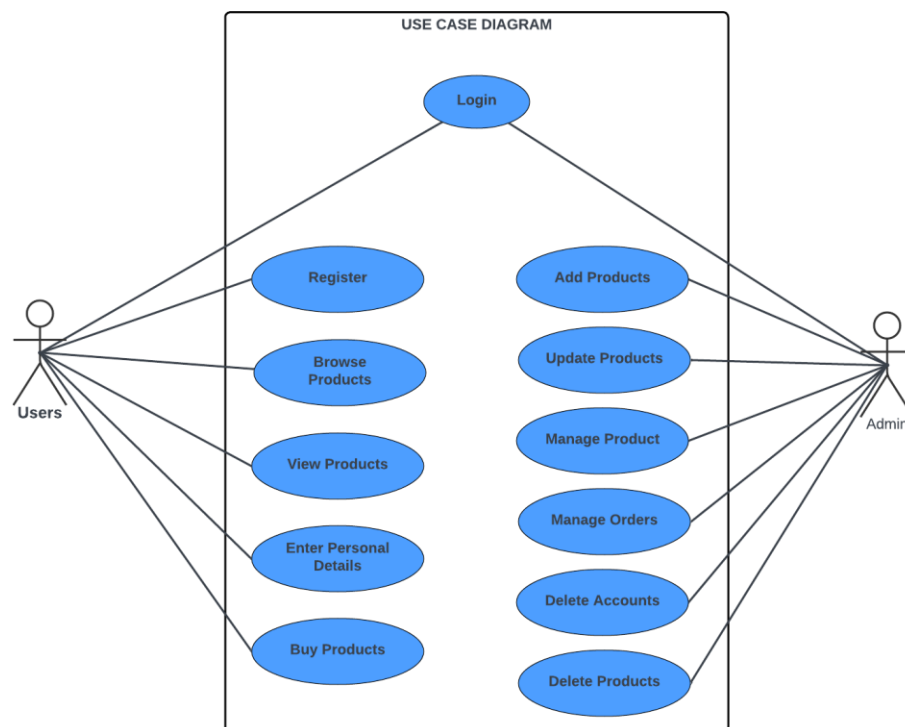 USE CASE DIAGRAM
Login
Register
Add Products
Browse
Products
Update Products
Users
Admin
View Products
Manage Product
Enter Personal
Details
Manage Orders
Buy Products
Delete Accounts
Delete Products